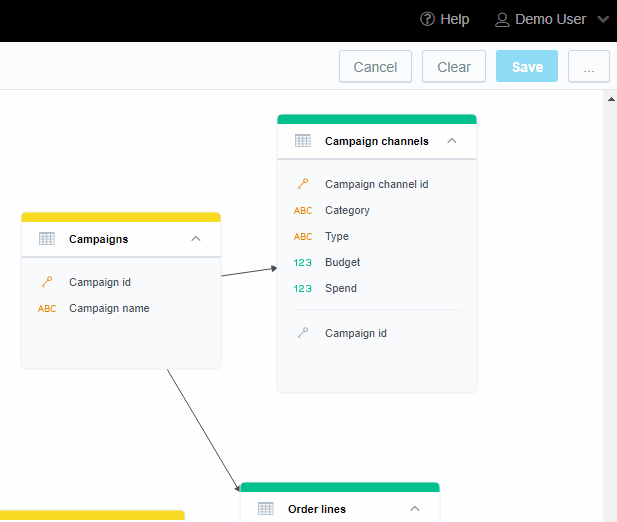 Help
Demo User
Cancel
Clear
Save
...
Campaign channels
Campaign channel id
ABC Category
ABC Type
123 Budget
123 Spend
Campaign id
Campaigns
Campaign id
ABC Campaign name
Order lines